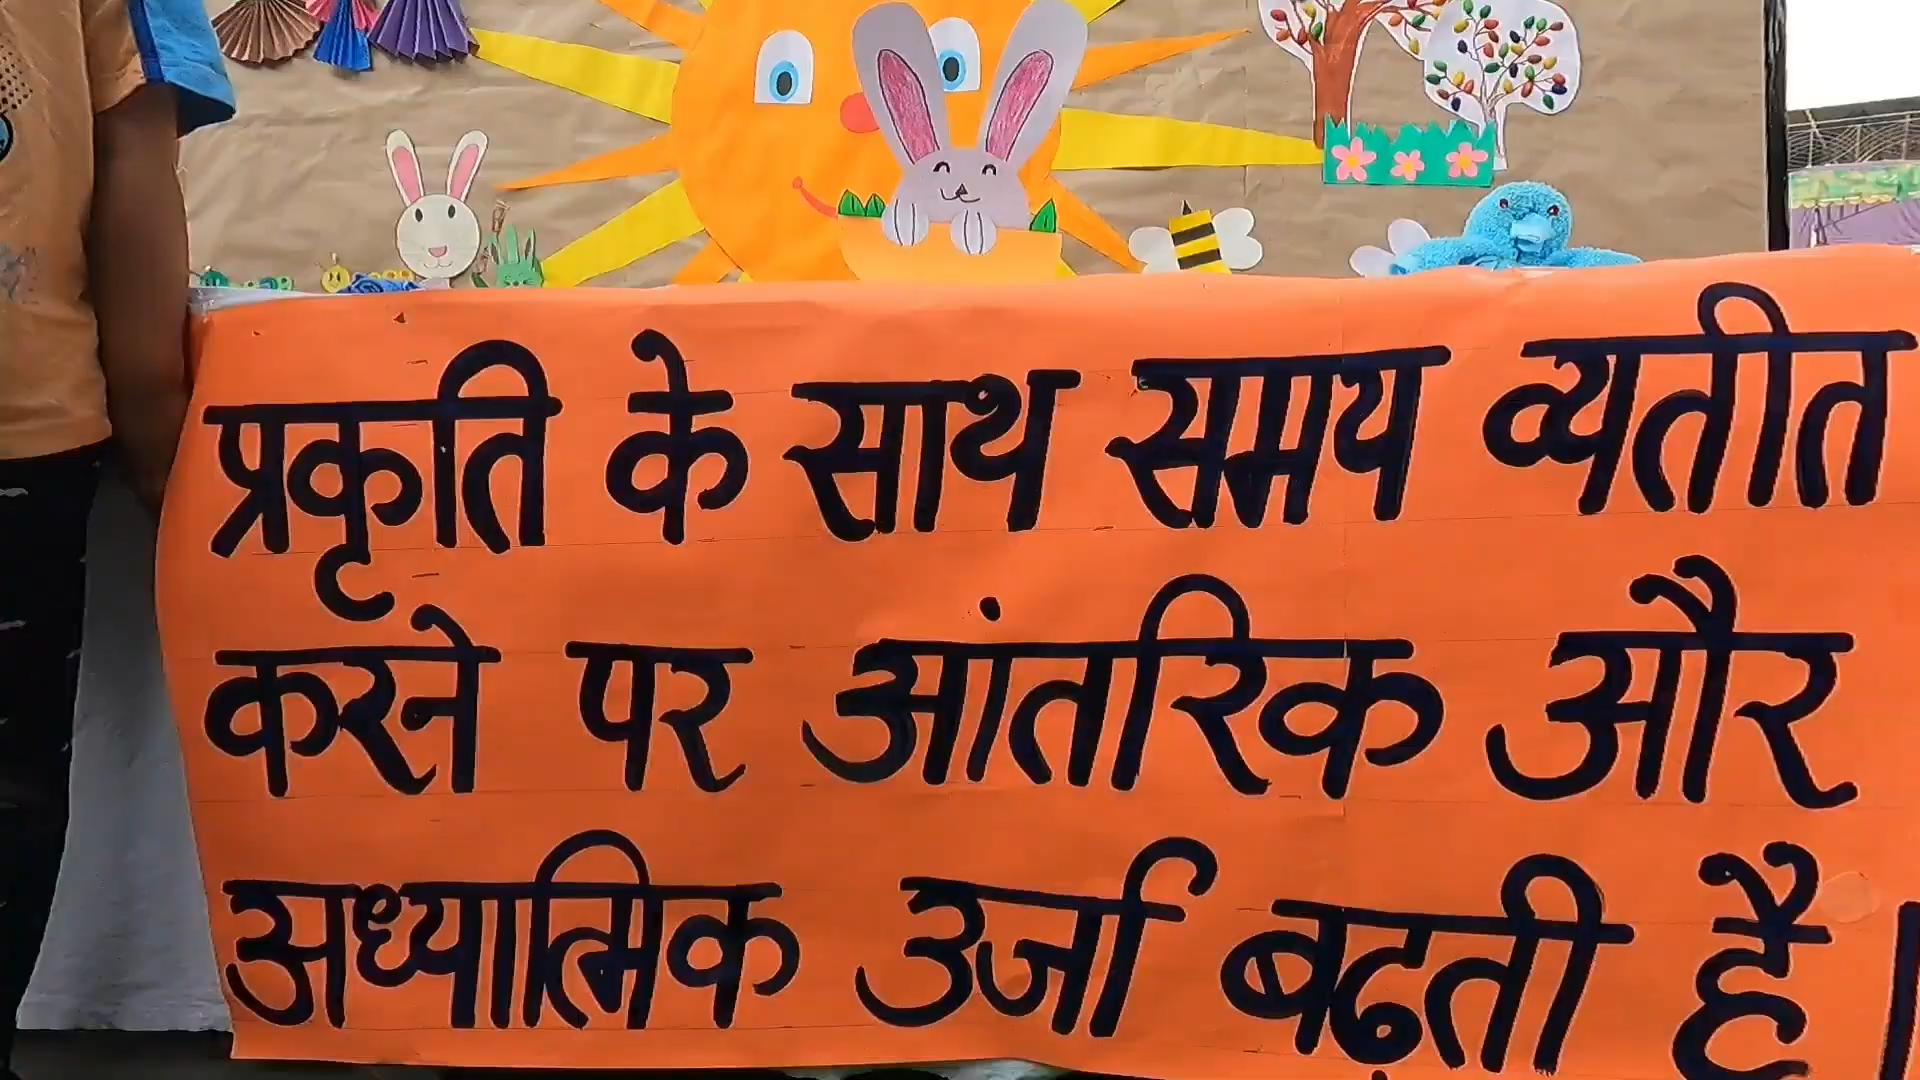 प्रकृति के साथ समय व्यतीत
करने पर आंतरिक और
अध्यात्मिक उर्जा बढ़ती है।